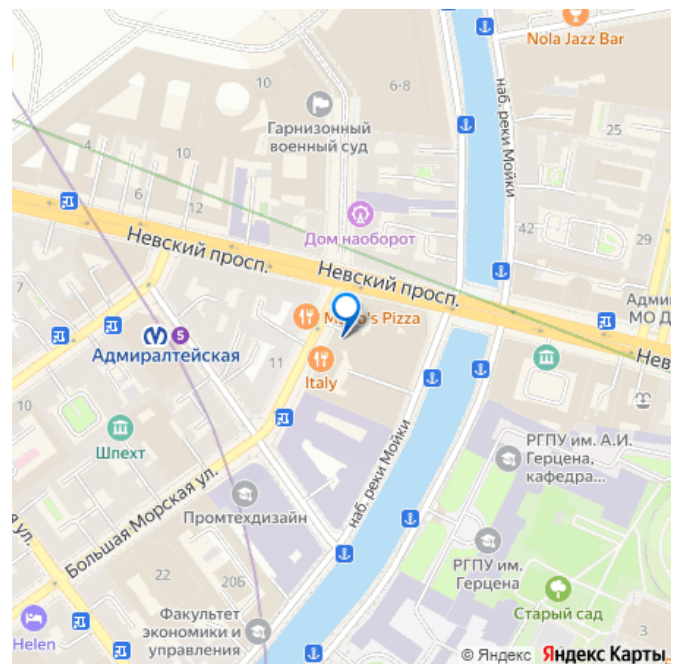 Nola Jazz Bar
наб. реки Мойки
10
6-8
Гарнизонный
военный суд
25
4
10
6
12
Дом наоборот
42
29
Невский просп.
Невский просп.
7
Mario's Pizza
МО Д
5
Адмиралтейская
11
Italy
Нев
10
Шпехт
наб. реки Мойки
РГПУ им. А.И.
Герцена,
кафедра...
Большая Морская ул.
Промтехдизайн
ул.
РГПУ им.
Герцена
22
20Б
Старый сад
3
Helen
Факультет
экономики и
управления
© Яндекс Яндекс Карты